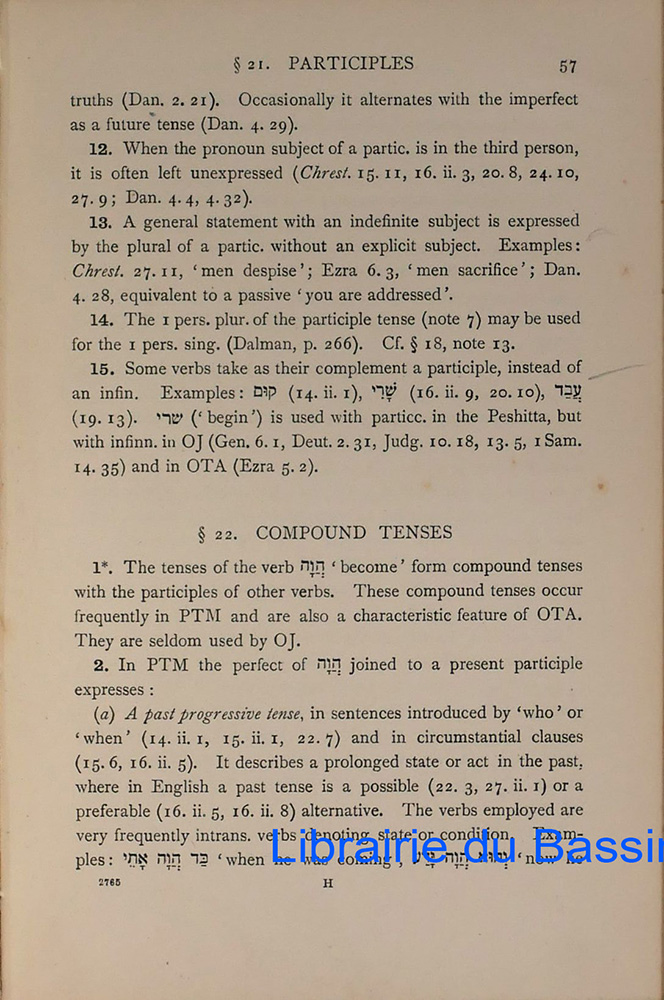 § 21. PARTICIPLES 57
truths (Dan. 2. 21). Occasionally it alternates with the imperfect
as a future tense (Dan. 4. 29).
12. When the pronoun subject of a partic. is in the third person,
it is often left unexpressed (Chrest. 15. 11, 16. ii. 3, 20. 8, 24. 10,
27. 9; Dan. 4. 4, 4. 32).
13. A general statement with an indefinite subject is expressed
by the plural of a partic. without an explicit subject. Examples:
Chrest. 27. 11, ‘men despise’; Ezra 6. 3, ‘men sacrifice’; Dan.
4. 28, equivalent to a passive ‘you are addressed’.
14. The 1 pers. plur. of the participle tense (note 7) may be used
for the 1 pers. sing. (Dalman, p. 266). Cf. § 18, note 13.
15. Some verbs take as their complement a participle, instead of
an infin. Examples: קום (14. ii. 1), שָׁרֵי (16. ii. 9, 20. 10), עֲבַד
(19. 13). שרי (‘begin’) is used with particc. in the Peshitta, but
with infinn. in OJ (Gen. 6. 1, Deut. 2. 31, Judg. 10. 18, 13. 5, 1 Sam.
14. 35) and in OTA (Ezra 5. 2).
§ 22. COMPOUND TENSES
1*. The tenses of the verb הֲוָה ‘become’ form compound tenses
with the participles of other verbs. These compound tenses occur
frequently in PTM and are also a characteristic feature of OTA.
They are seldom used by OJ.
2. In PTM the perfect of הֲוָה joined to a present participle
expresses:
(a) A past progressive tense, in sentences introduced by ‘who’ or
‘when’ (14. ii. 1, 15. ii. 1, 22. 7) and in circumstantial clauses
(15. 6, 16. ii. 5). It describes a prolonged state or act in the past,
where in English a past tense is a possible (22. 3, 27. ii. 1) or a
preferable (16. ii. 5, 16. ii. 8) alternative. The verbs employed are
very frequently intrans. verbs denoting state or condition. Exam-
ples: כַּד הֲוָה אָתֵי ‘when he was coming’, הֲוָה ‘now he
Librairie du Bassin
2765 H